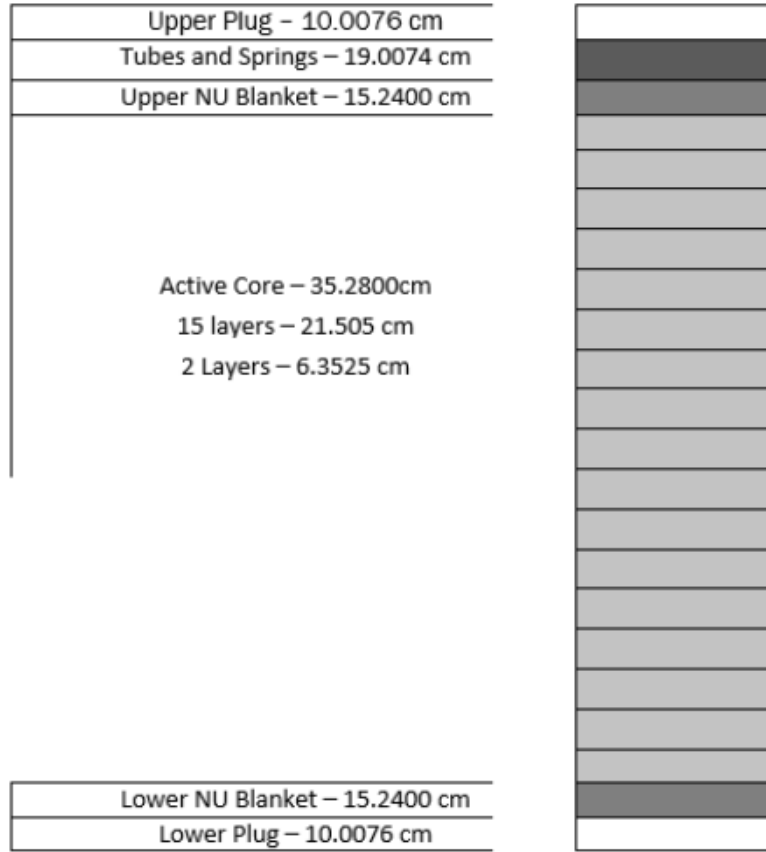 Upper Plug – 10.0076 cm
Tubes and Springs – 19.0074 cm
Upper NU Blanket – 15.2400 cm
Active Core – 35.2800cm
15 layers – 21.505 cm
2 Layers – 6.3525 cm
Lower NU Blanket – 15.2400 cm
Lower Plug – 10.0076 cm